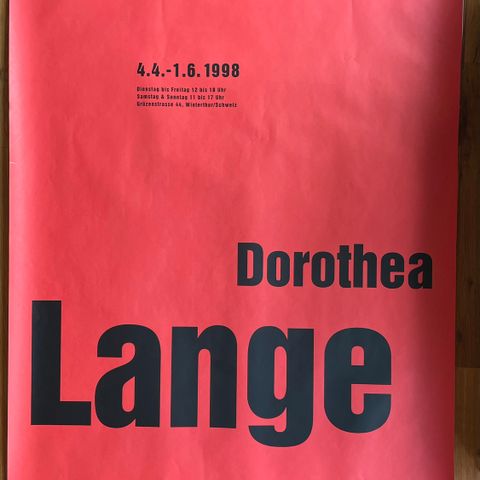 4.4.-1.6.1998
Dienstag bis Freitag 12 bis 18 Uhr
Samstag & Sonntag 11 bis 17 Uhr
Grüzenstrasse 44, Winterthur/Schweiz
Dorothea
Lange